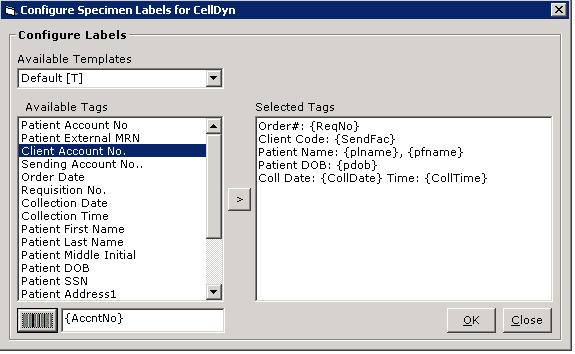 Configure Specimen Labels for CellDyn
Configure Labels
Available Templates
Default [T]
Available Tags
Patient Account No
Patient External MRN
Client Account No.
Sending Account No..
Order Date
Requisition No.
Collection Date
Collection Time
Patient First Name
Patient Last Name
Patient Middle Initial
Patient DOB
Patient SSN
Patient Address1
>
Selected Tags
Order#: {ReqNo}
Client Code: {SendFac}
Patient Name: {plname}, {pfname}
Patient DOB: {pdob}
Coll Date: {CollDate} Time: {CollTime}
{AccntNo}
OK
Close